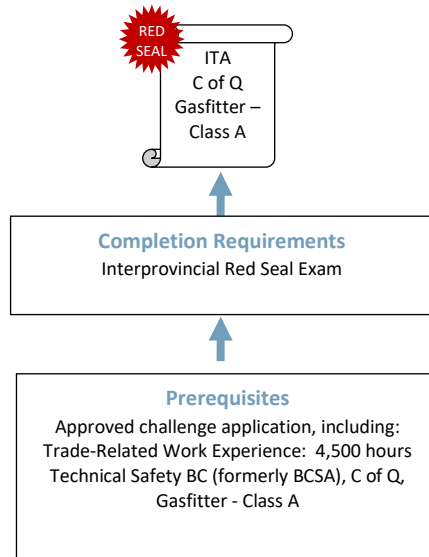 RED
SEAL
ITA
C of Q
Gasfitter –
Class A
Completion Requirements
Interprovincial Red Seal Exam
Prerequisites
Approved challenge application, including:
Trade-Related Work Experience: 4,500 hours
Technical Safety BC (formerly BCSA), C of Q,
Gasfitter - Class A